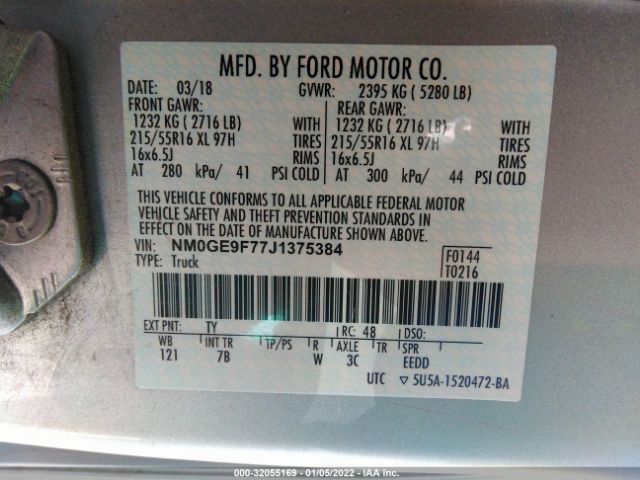 MFD. BY FORD MOTOR CO.
DATE: 03/18 GVWR: 2395 KG ( 5280 LB)
FRONT GAWR: REAR GAWR:
1232 KG ( 2716 LB) WITH 1232 KG ( 2716 LB) WITH
215/55R16 XL 97H TIRES 215/55R16 XL 97H TIRES
16x6.5J RIMS 16x6.5J RIMS
AT 280 kPa/ 41 PSI COLD AT 300 kPa/ 44 PSI COLD
THIS VEHICLE CONFORMS TO ALL APPLICABLE FEDERAL MOTOR
VEHICLE SAFETY AND THEFT PREVENTION STANDARDS IN
EFFECT ON THE DATE OF MANUFACTURE SHOWN ABOVE.
VIN: NM0GE9F77J1375384 F0144
TYPE: Truck T0216
EXT PNT: TY RC: 48 DSO:
WB INT TR TP/PS R AXLE TR SPR
121 7B W 3C EEDD
UTC ▽ 5U5A-1520472-BA
000-32055169 - 01/05/2022 - IAA Inc.